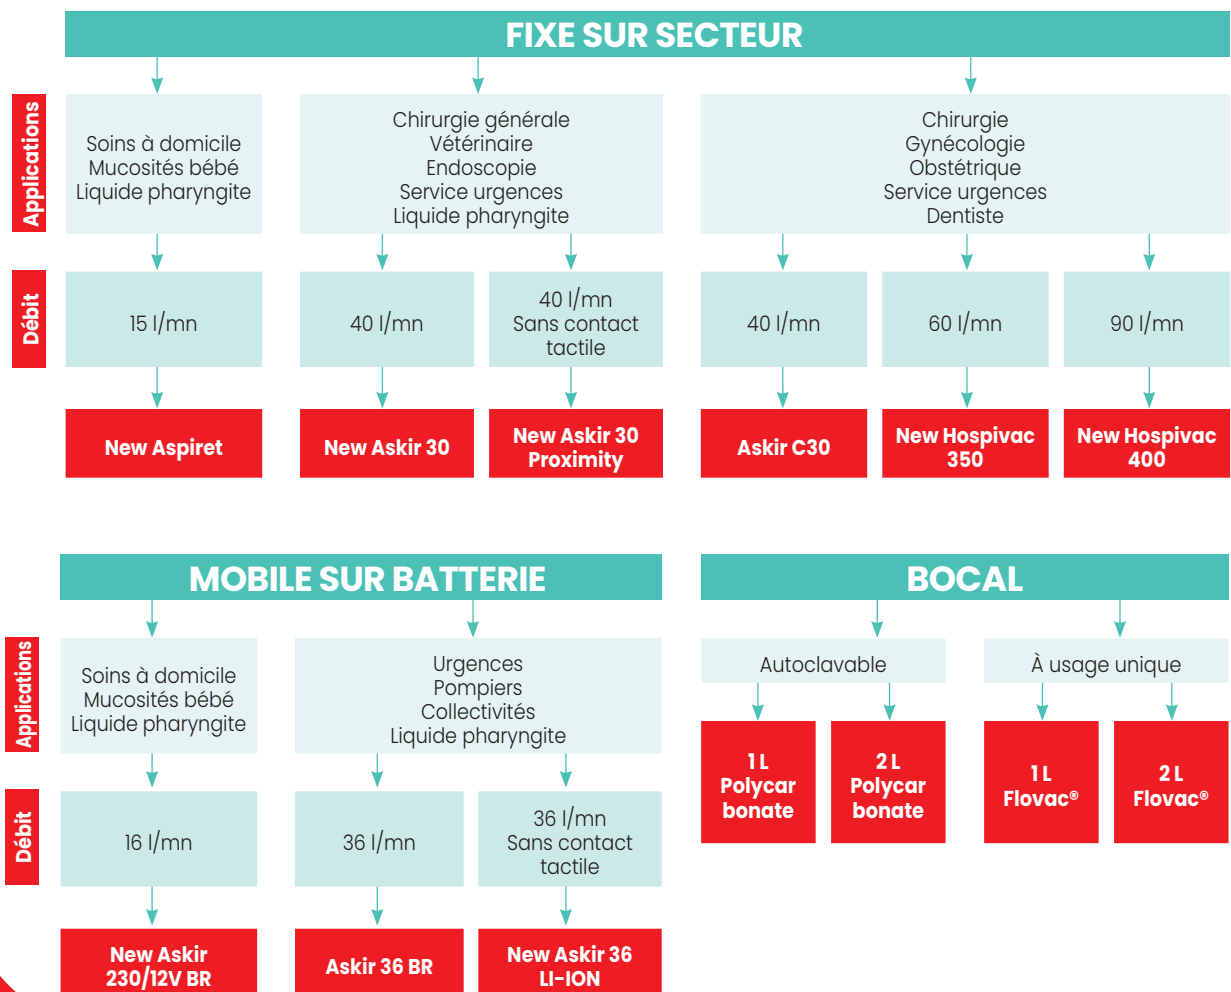 FIXE SUR SECTEUR
Applications
Soins à domicile
Mucosités bébé
Liquide pharyngite
Chirurgie générale
Vétérinaire
Endoscopie
Service urgences
Liquide pharyngite
Chirurgie
Gynécologie
Obstétrique
Service urgences
Dentiste
Débit
15 l/mn
40 l/mn
40 l/mn
Sans contact
tactile
40 l/mn
60 l/mn
90 l/mn
New Aspiret
New Askir 30
New Askir 30
Proximity
Askir C30
New Hospivac
350
New Hospivac
400
MOBILE SUR BATTERIE
Applications
Soins à domicile
Mucosités bébé
Liquide pharyngite
Urgences
Pompiers
Collectivités
Liquide pharyngite
Débit
16 l/mn
36 l/mn
36 l/mn
Sans contact
tactile
New Askir
230/12V BR
Askir 36 BR
New Askir 36
LI-ION
BOCAL
Autoclavable
À usage unique
1 L
Polycar
bonate
2 L
Polycar
bonate
1 L
Flovac®
2 L
Flovac®